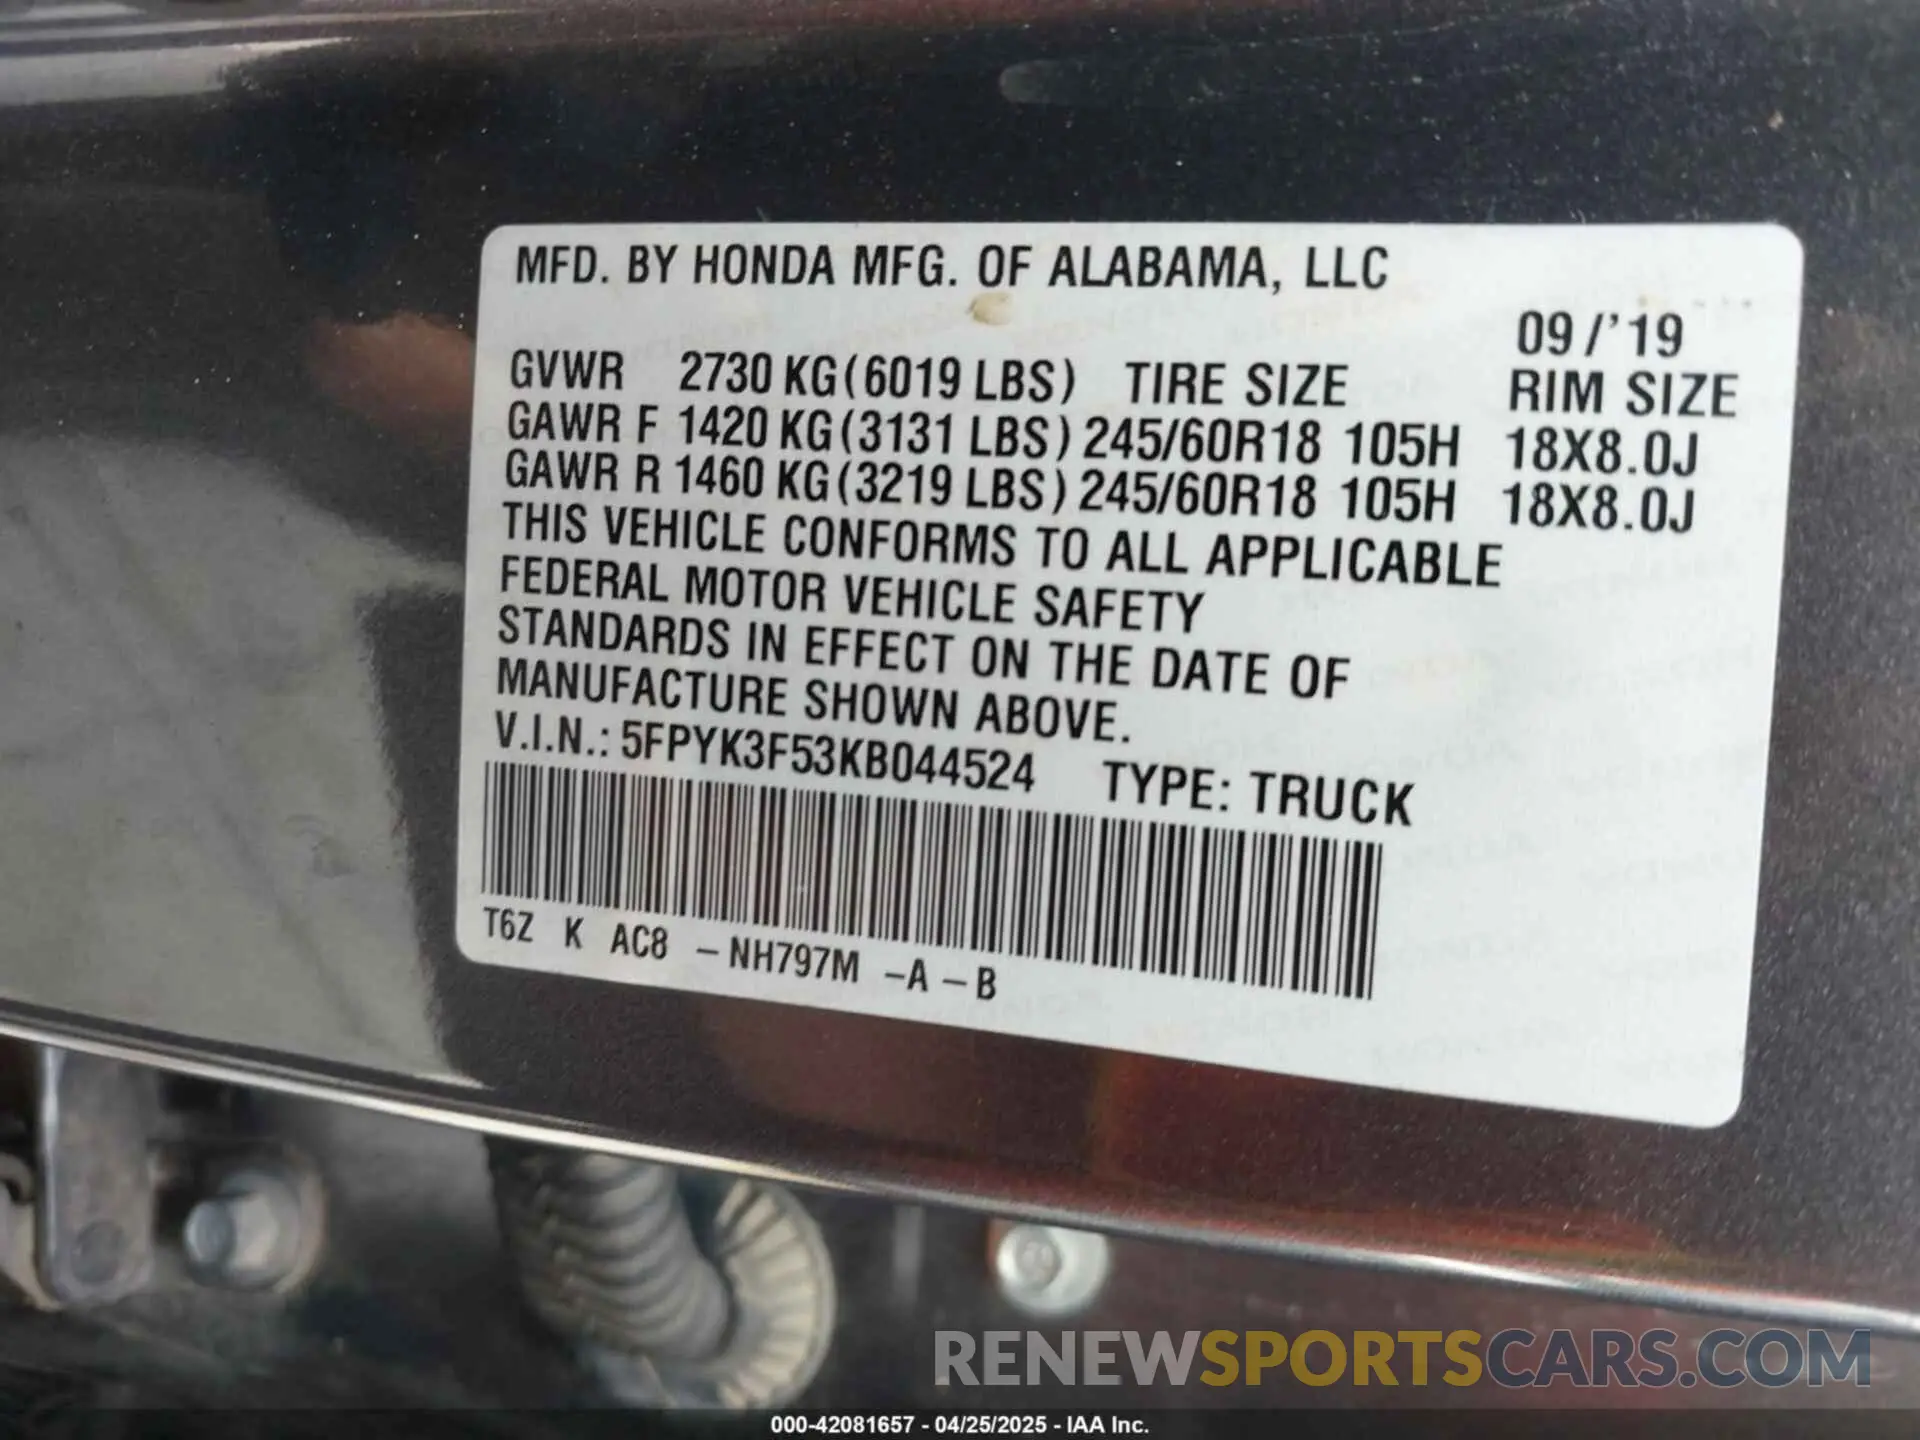 MFD. BY HONDA MFG. OF ALABAMA, LLC
09/'19
GVWR 2730 KG(6019 LBS) TIRE SIZE RIM SIZE
GAWR F 1420 KG(3131 LBS) 245/60R18 105H 18X8.0J
GAWR R 1460 KG(3219 LBS) 245/60R18 105H 18X8.0J
THIS VEHICLE CONFORMS TO ALL APPLICABLE
FEDERAL MOTOR VEHICLE SAFETY
STANDARDS IN EFFECT ON THE DATE OF
MANUFACTURE SHOWN ABOVE.
V.I.N.: 5FPYK3F53KB044524 TYPE: TRUCK
T6Z K AC8 -NH797M -A -B
RENEWSPORTSCARS.COM
000-42081657 - 04/25/2025 - IAA Inc.